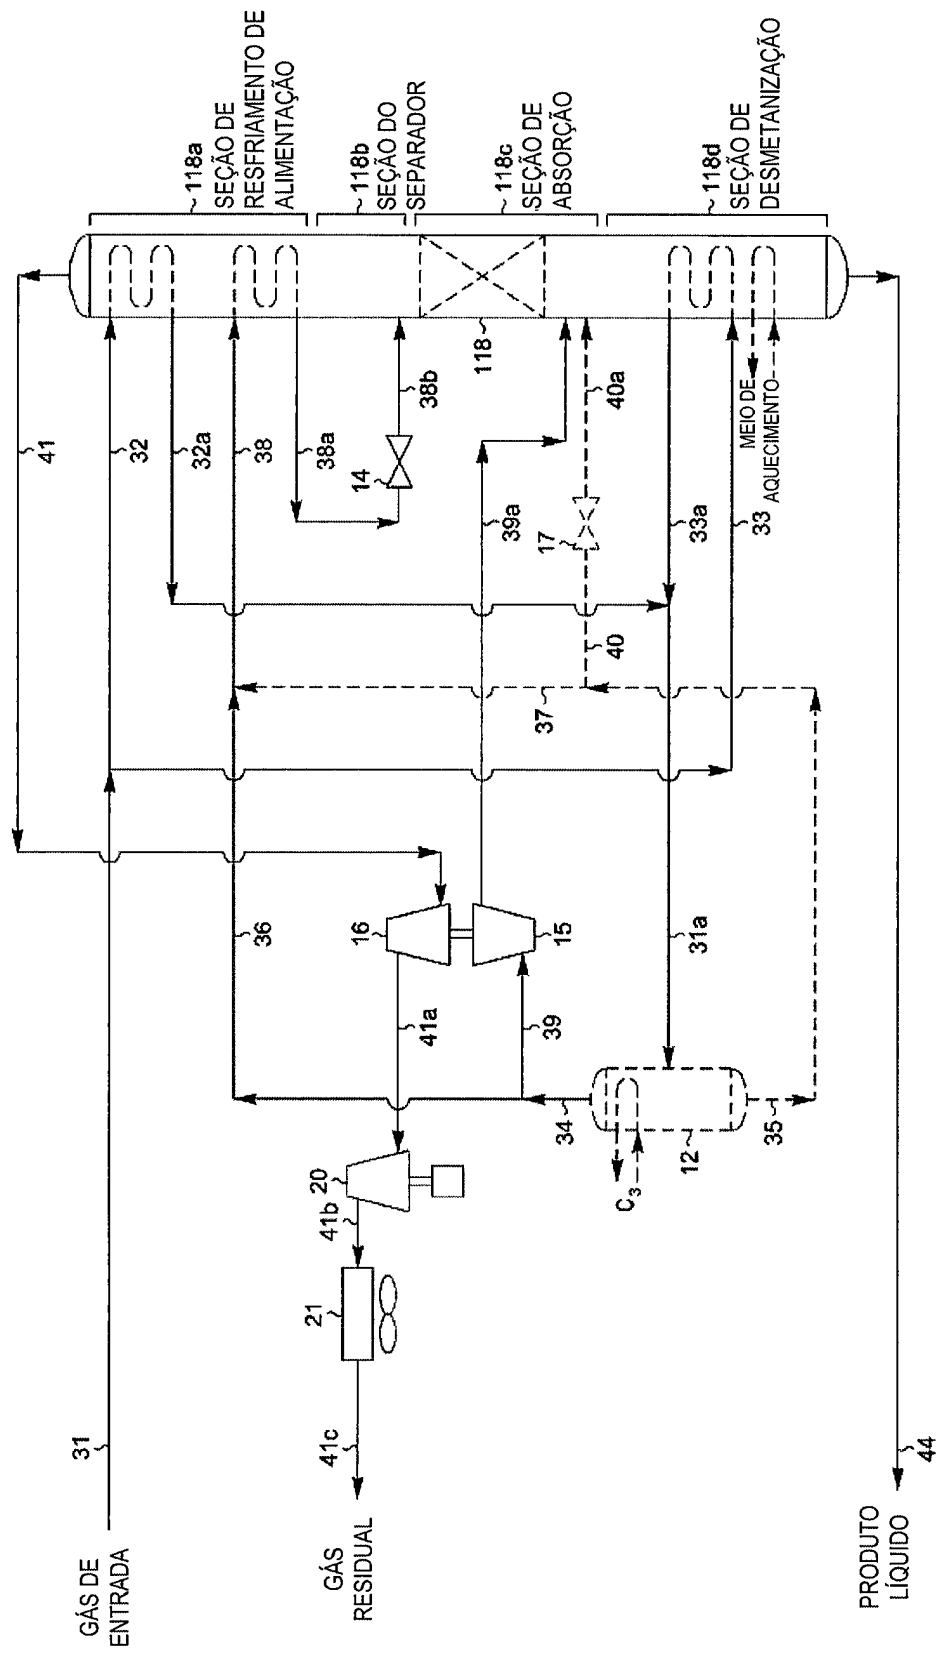 118a
SEÇÃO DE
RESFRIAMENTO DE
ALIMENTAÇÃO
118b
SEÇÃO DO
SEPARADOR
118c
SEÇÃO DE
ABSORÇÃO
118d
SEÇÃO DE
DESMETANIZAÇÃO
118
41
32
32a
38
38a
14
38b
39a
40a
17
40
37
33a
33
MEIO DE
AQUECIMENTO
36
16
15
41a
39
31a
34
35
12
C3
20
41b
21
41c
31
44
GÁS DE
ENTRADA
GÁS
RESIDUAL
PRODUTO
LÍQUIDO